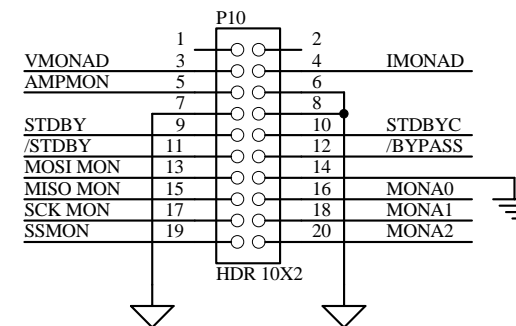 P10
1 2
VMONAD 3 4 IMONAD
AMPMON 5 6
7 8
STDBY 9 10 STDBYC
/STDBY 11 12 /BYPASS
MOSI MON 13 14
MISO MON 15 16 MONA0
SCK MON 17 18 MONA1
SSMON 19 20 MONA2
HDR 10X2